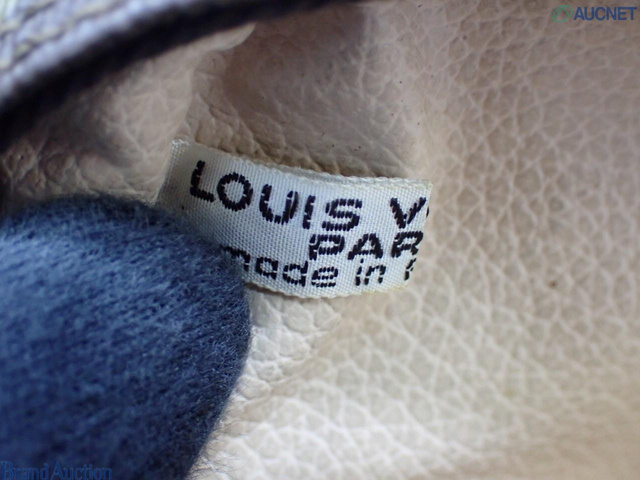 AUCNET
LOUIS V
PAR
made in
Brand Auction